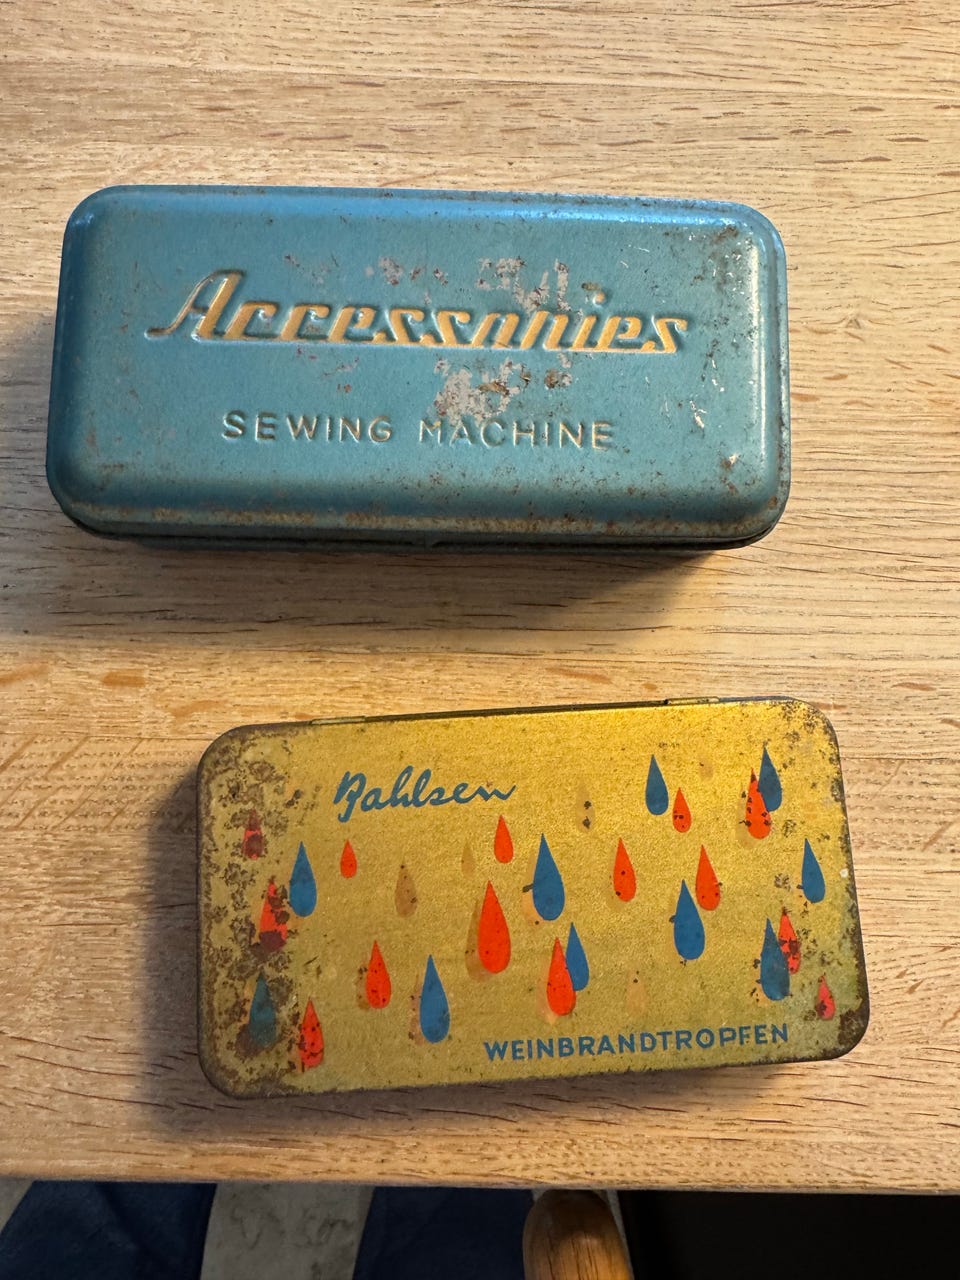 Accessories
SEWING MACHINE
Bahlsen
WEINBRANDTROPFEN